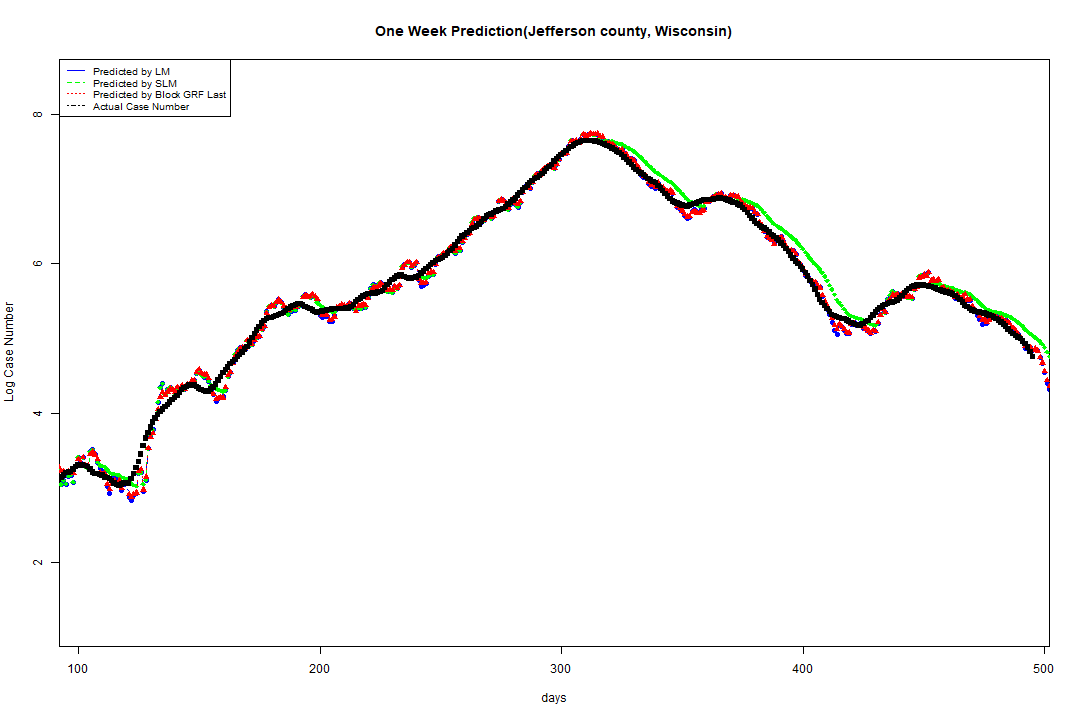 One Week Prediction(Jefferson county, Wisconsin)
Predicted by LM
Predicted by SLM
Predicted by Block GRF Last
Actual Case Number
Log Case Number
8
6
4
2
100 200 300 400 500
days